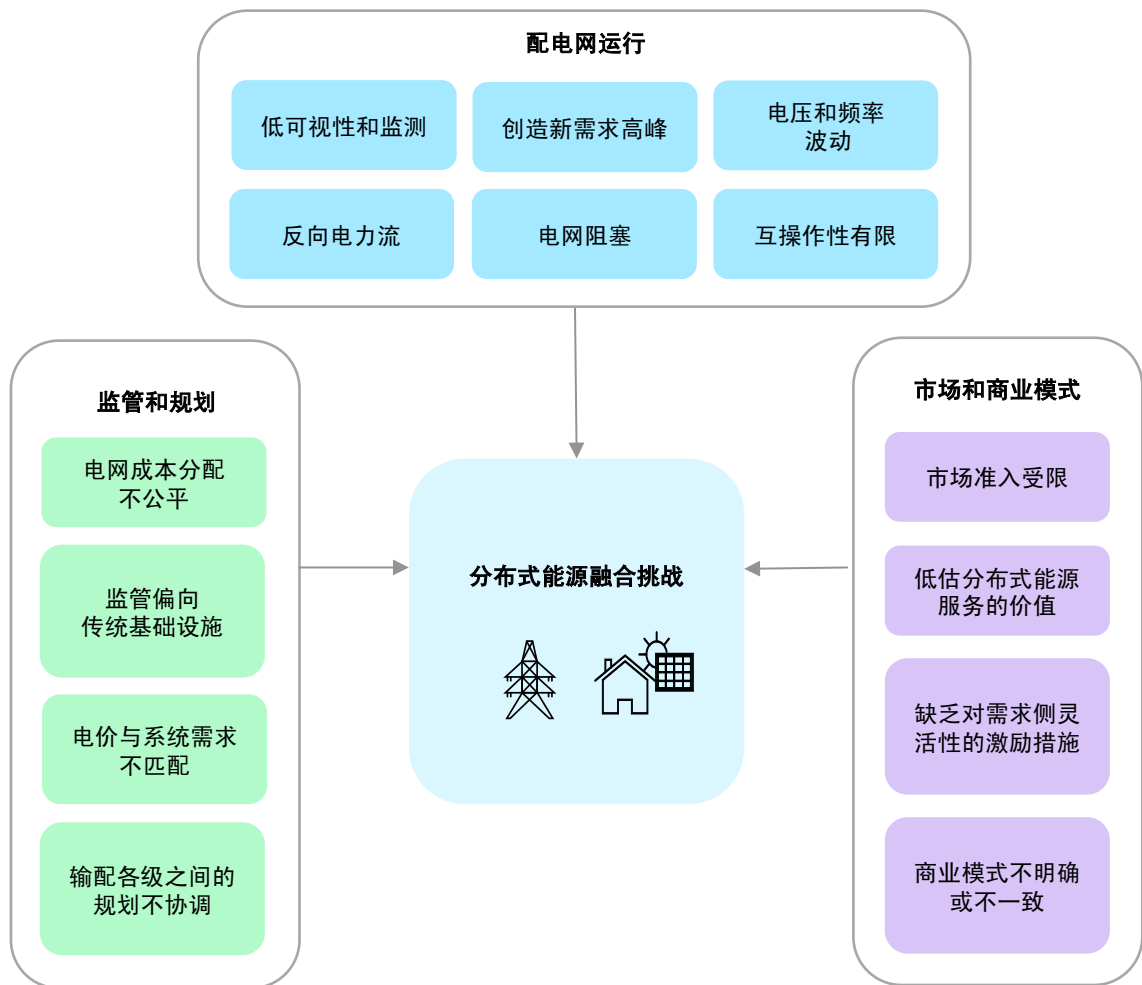 配电网运行
低可视性和监测
创造新需求高峰
电压和频率
波动
反向电力流
电网阻塞
互操作性有限
监管和规划
电网成本分配
不公平
监管偏向
传统基础设施
电价与系统需求
不匹配
输配各级之间的
规划不协调
分布式能源融合挑战
市场和商业模式
市场准入受限
低估分布式能源
服务的价值
缺乏对需求侧灵
活性的激励措施
商业模式不明确
或不一致